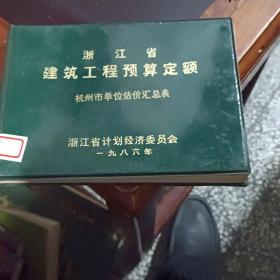 浙江省
建筑工程预算定额
杭州市单位估价汇总表
浙江省计划经济委员会
一九八六年